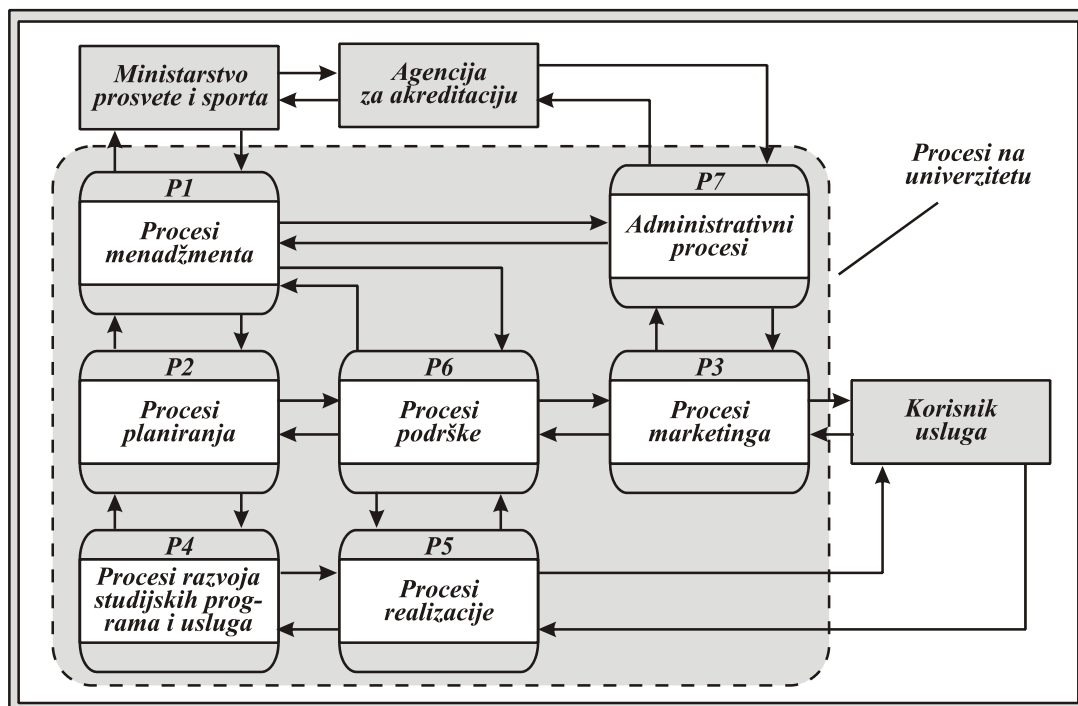 Ministarstvo
prosvete i sporta
Agencija
za akreditaciju
Procesi na
univerzitetu
P1
Procesi
menadžmenta
P7
Administrativni
procesi
P2
Procesi
planiranja
P6
Procesi
podrške
P3
Procesi
marketinga
Korisnik
usluga
P4
Procesi razvoja
studijskih prog-
rama i usluga
P5
Procesi
realizacije